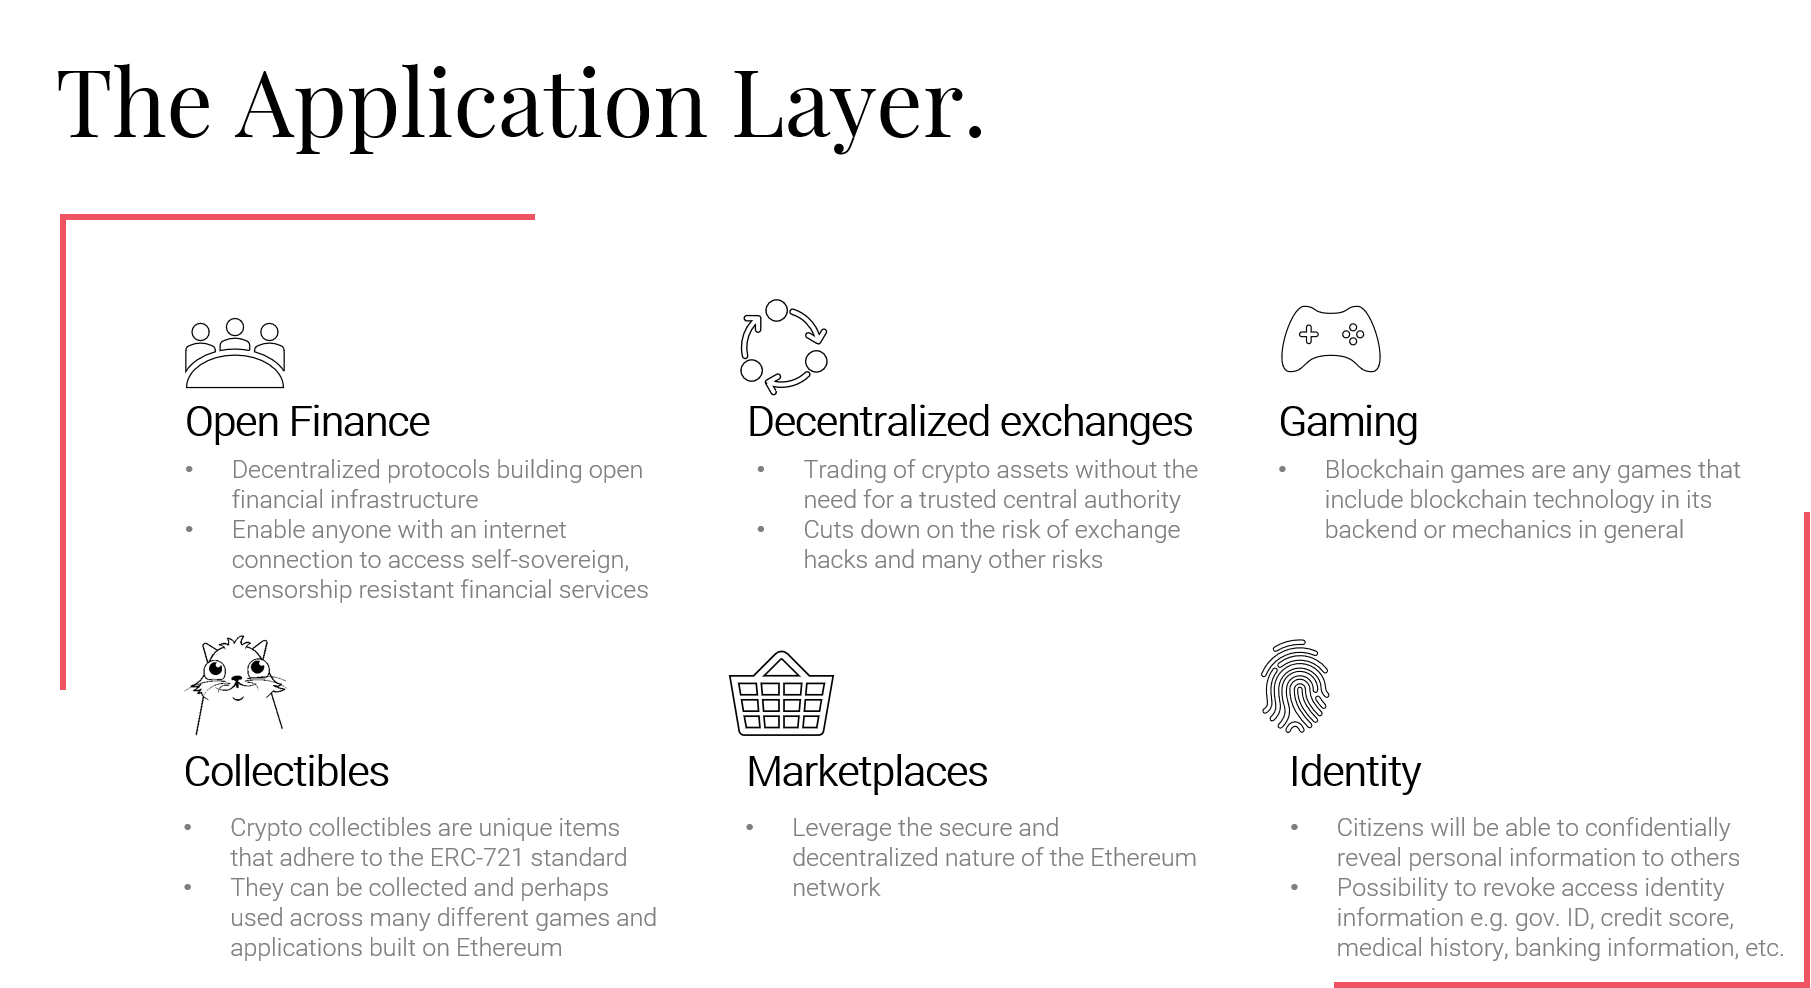 The Application Layer.
Open Finance
• Decentralized protocols building open
financial infrastructure
• Enable anyone with an internet
connection to access self-sovereign,
censorship resistant financial services
Decentralized exchanges
• Trading of crypto assets without the
need for a trusted central authority
• Cuts down on the risk of exchange
hacks and many other risks
Gaming
• Blockchain games are any games that
include blockchain technology in its
backend or mechanics in general
Collectibles
• Crypto collectibles are unique items
that adhere to the ERC-721 standard
• They can be collected and perhaps
used across many different games and
applications built on Ethereum
Marketplaces
• Leverage the secure and
decentralized nature of the Ethereum
network
Identity
• Citizens will be able to confidentially
reveal personal information to others
• Possibility to revoke access identity
information e.g. gov. ID, credit score,
medical history, banking information, etc.